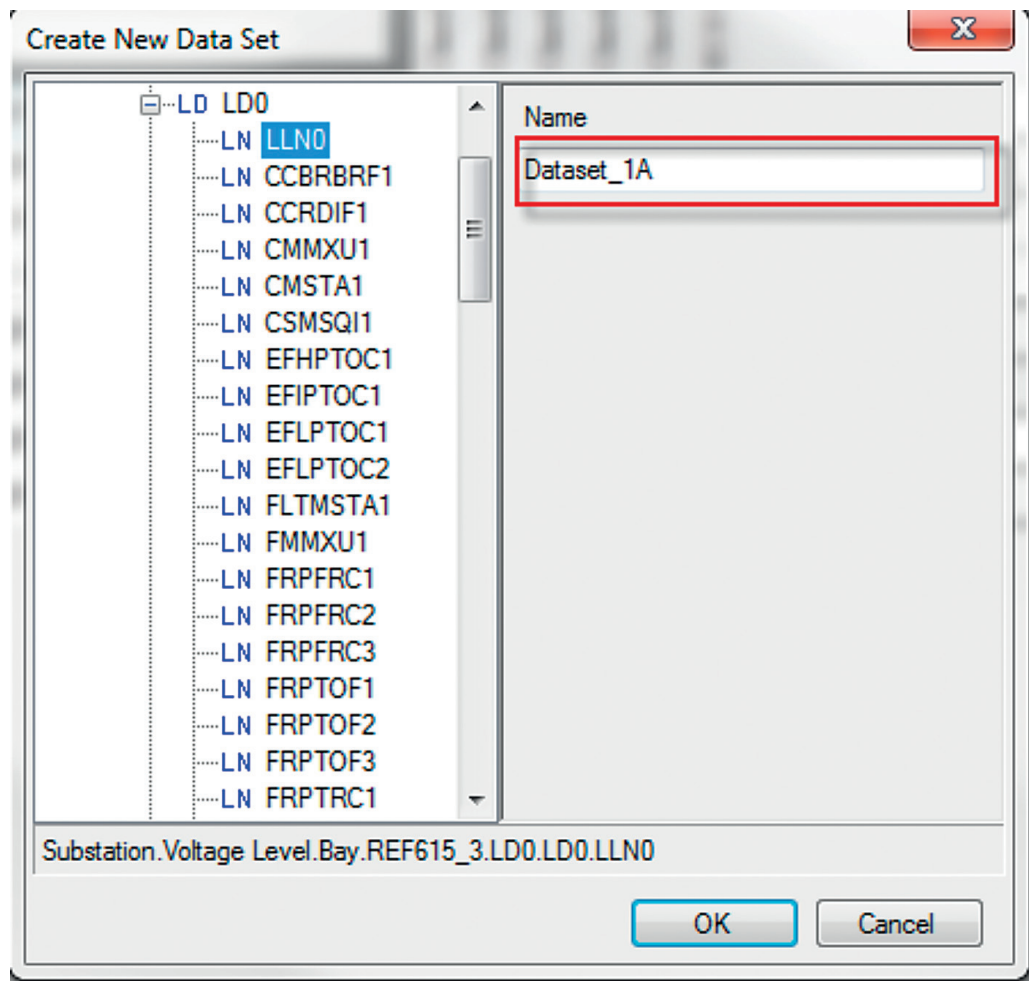 Create New Data Set
LD LD0
LN LLN0
LN CCBRBRF1
LN CCRDIF1
LN CMMXU1
LN CMSTA1
LN CSMSQI1
LN EFHPTOC1
LN EFIPTOC1
LN EFLPTOC1
LN EFLPTOC2
LN FLTMSTA1
LN FMMXU1
LN FRPFRC1
LN FRPFRC2
LN FRPFRC3
LN FRPTOF1
LN FRPTOF2
LN FRPTOF3
LN FRPTRC1
Name
Dataset_1A
Substation.Voltage Level.Bay.REF615_3.LD0.LD0.LLN0
OK Cancel